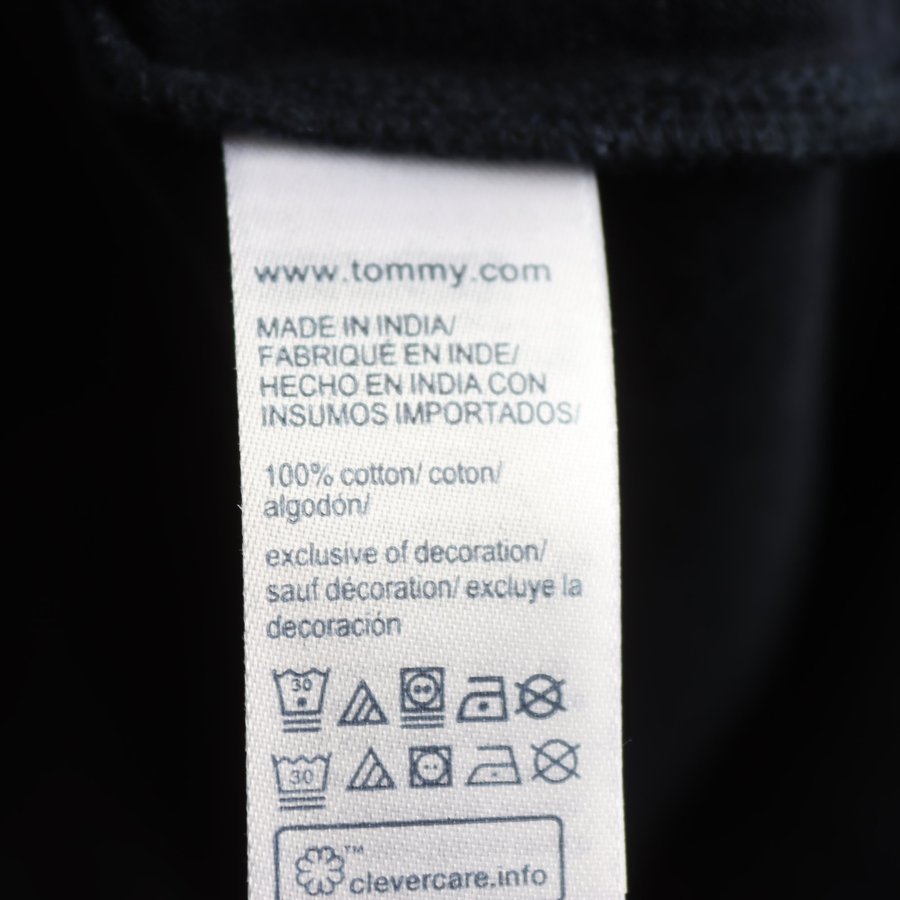 www.tommy.com
MADE IN INDIA/
FABRIQUÉ EN INDE/
HECHO EN INDIA CON
INSUMOS IMPORTADOS/
100% cotton/ coton/
algodón/
exclusive of decoration/
sauf décoration/ excluye la
decoración
30
30
™
clevercare.info